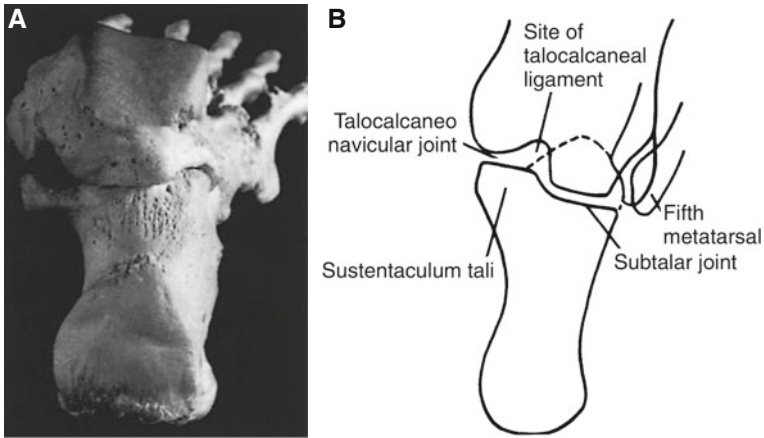 A
B
Site of
talocalcaneal
ligament
Talocalcaneo
navicular joint
Fifth
metatarsal
Sustentaculum tali
Subtalar joint